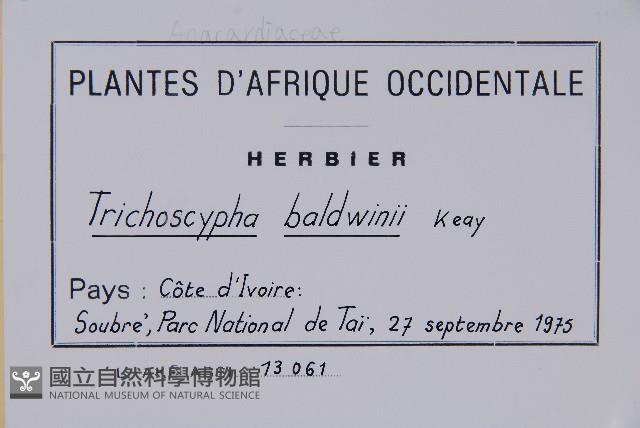 Anacardiaceae
PLANTES D'AFRIQUE OCCIDENTALE
HERBIER
Trichoscypha baldwinii Keay
Pays : Côte d'Ivoire:
Soubré, Parc National de Taï, 27 septembre 1975
13 061
國立自然科學博物館
NATIONAL MUSEUM OF NATURAL SCIENCE